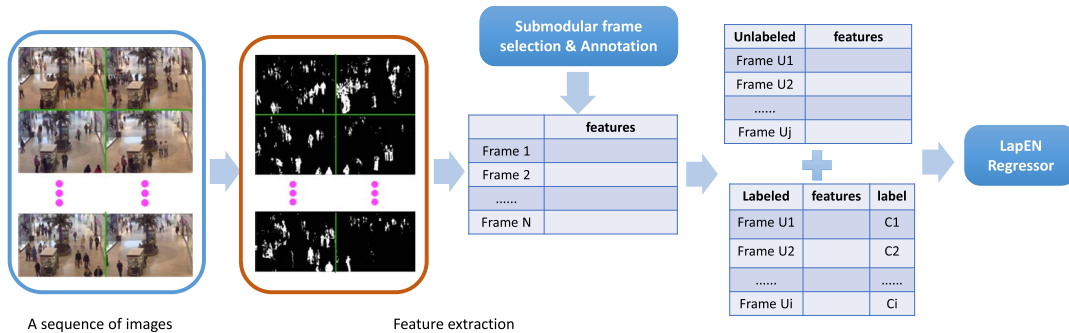 Submodular frame
selection & Annotation
features
Frame 1
Frame 2
......
Frame N
Unlabeled features
Frame U1
Frame U2
......
Frame Uj
Labeled features label
Frame U1 C1
Frame U2 C2
...... ......
Frame Ui Ci
LapEN
Regressor
A sequence of images
Feature extraction